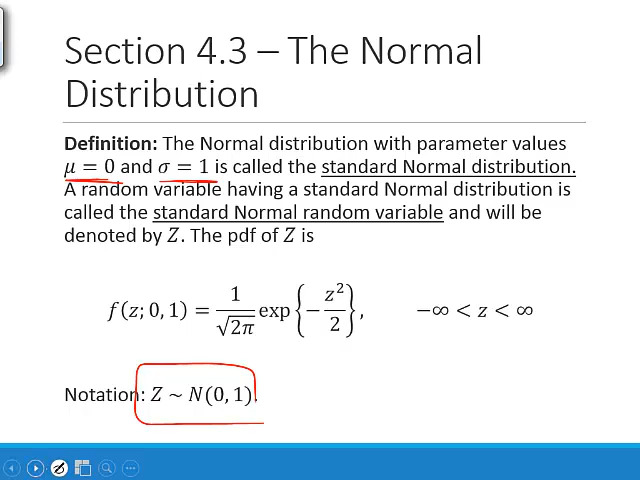 Section 4.3 – The Normal
Distribution
Definition: The Normal distribution with parameter values
μ = 0 and σ = 1 is called the standard Normal distribution.
A random variable having a standard Normal distribution is
called the standard Normal random variable and will be
denoted by Z. The pdf of Z is
f(z; 0, 1) = 1/√2π exp {−z²/2}, −∞ < z < ∞
Notation: Z ~ N(0, 1).